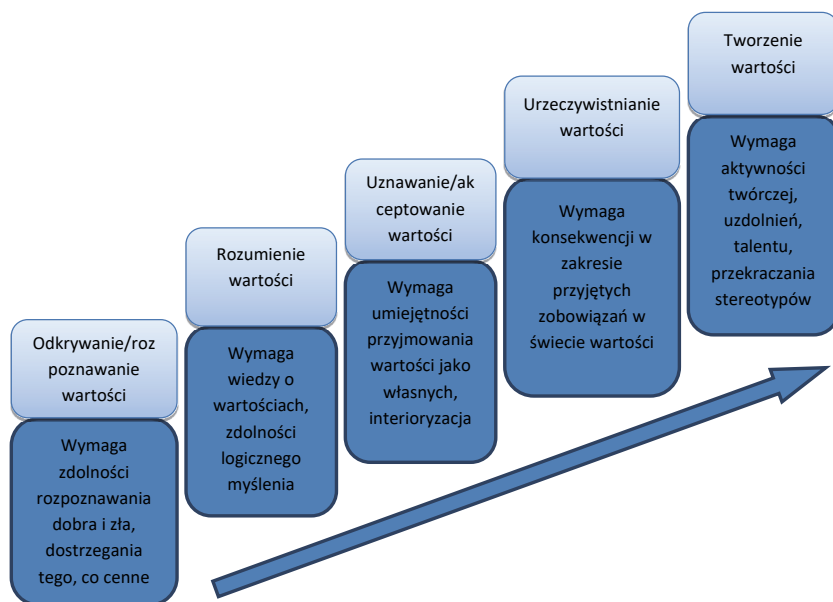 Odkrywanie/roz
poznawanie
wartości
Wymaga
zdolności
rozpoznawania
dobra i zła,
dostrzegania
tego, co cenne
Rozumienie
wartości
Wymaga
wiedzy o
wartościach,
zdolności
logicznego
myślenia
Uznawanie/ak
ceptowanie
wartości
Wymaga
umiejętności
przyjmowania
wartości jako
własnych,
interioryzacja
Urzeczywistnianie
wartości
Wymaga
konsekwencji w
zakresie
przyjętych
zobowiązań w
świecie wartości
Tworzenie
wartości
Wymaga
aktywności
twórczej,
uzdolnień,
talentu,
przekraczania
stereotypów